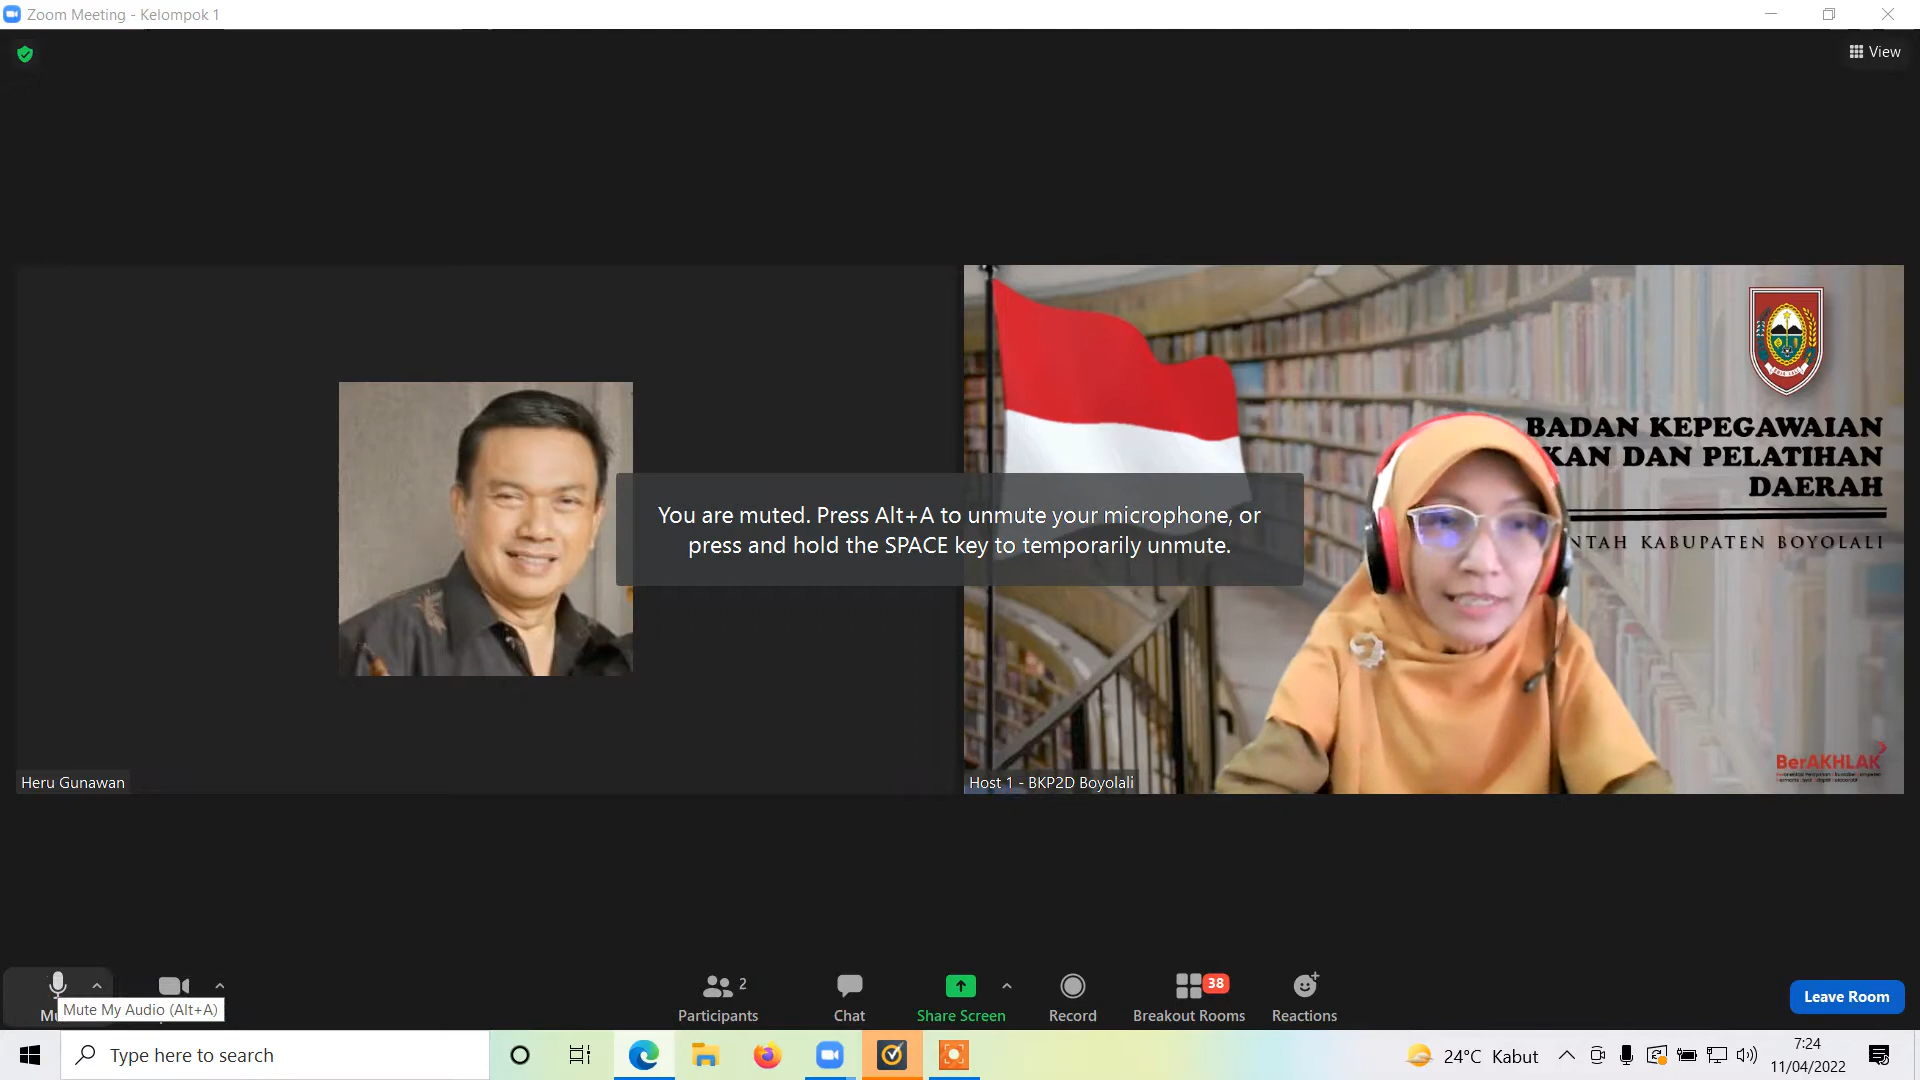 Zoom Meeting - Kelompok 1
View
BADAN KEPEGAWAIAN
KAN DAN PELATIHAN
DAERAH
NTAH KABUPATEN BOYOLALI
You are muted. Press Alt+A to unmute your microphone, or
press and hold the SPACE key to temporarily unmute.
BerAKHLAK
Heru Gunawan
Host 1 - BKP2D Boyolali
Mute My Audio (Alt+A)
2
38
Participants
Chat
Share Screen
Record
Breakout Rooms
Reactions
Leave Room
Type here to search
24°C Kabut
7:24
11/04/2022